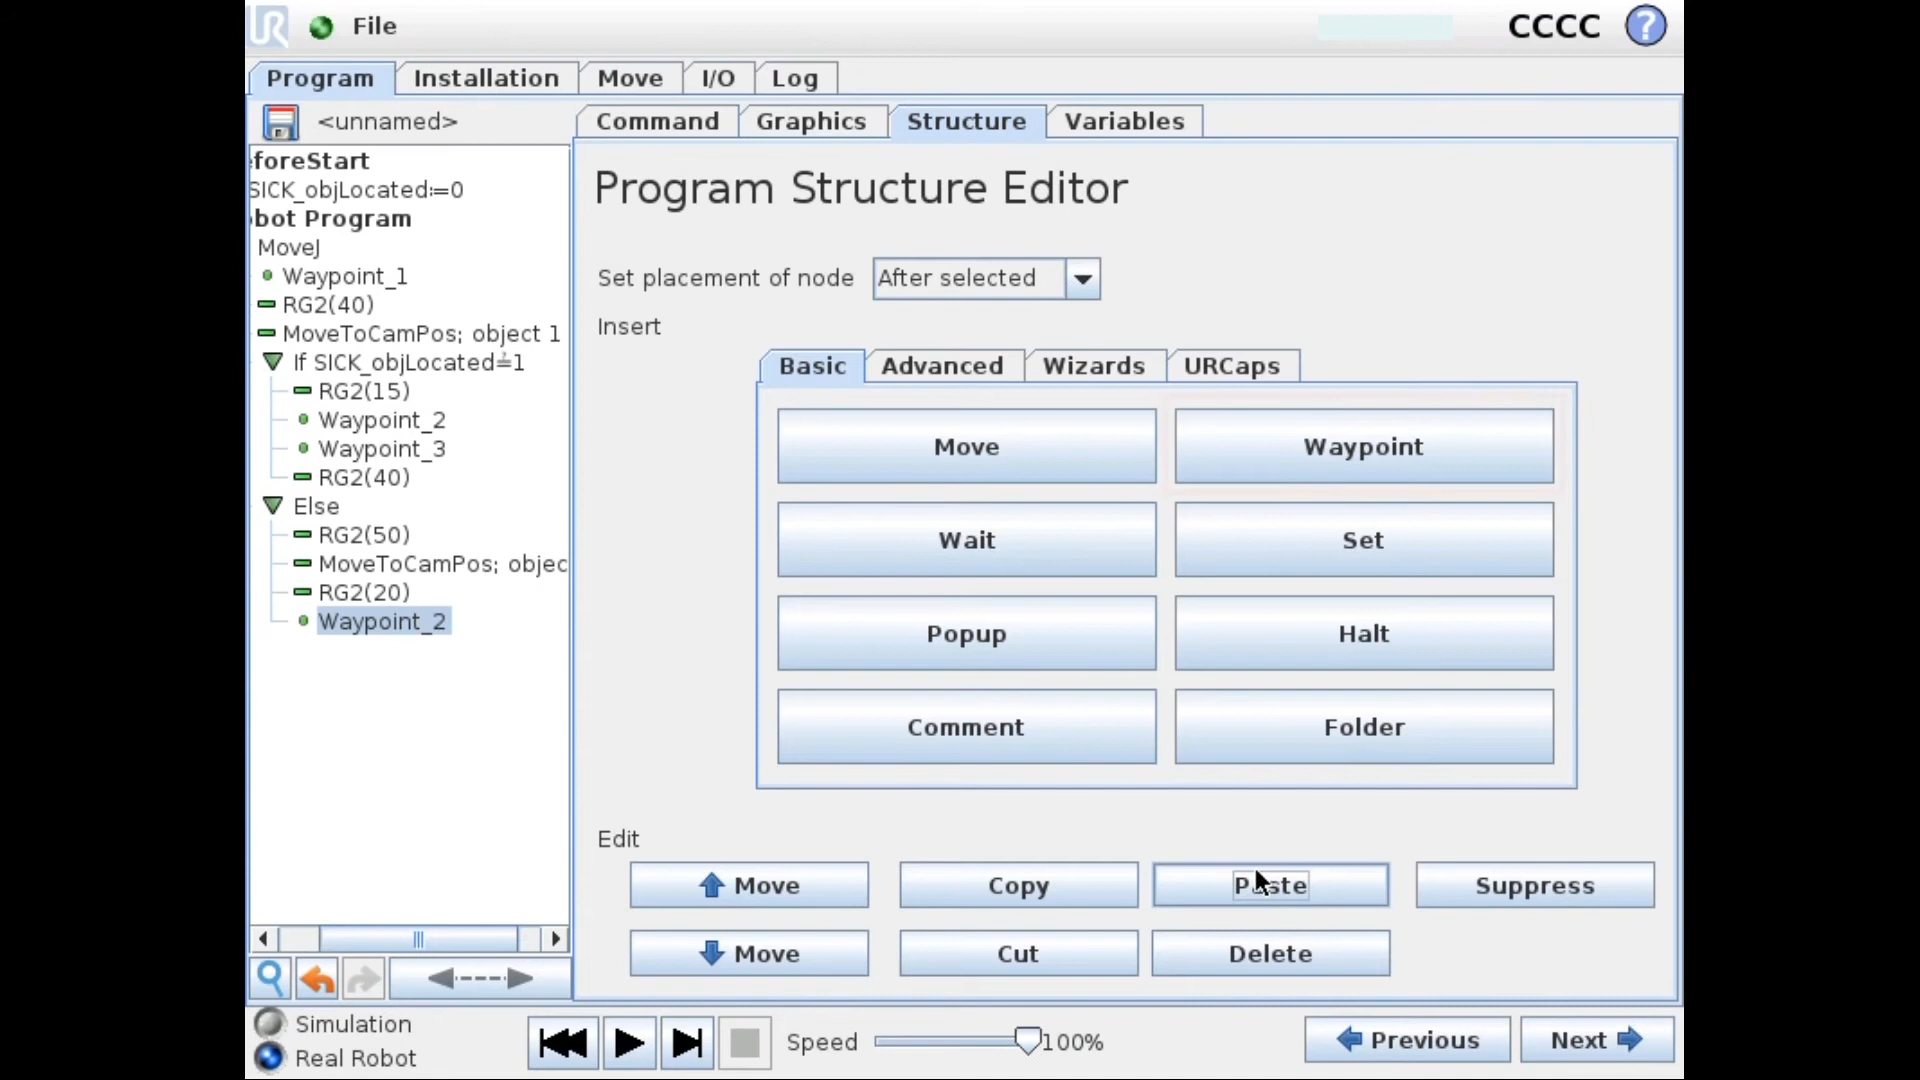 UR File CCCC ?
Program Installation Move I/O Log
<unnamed> Command Graphics Structure Variables
eforeStart
SICK_objLocated≔0
obot Program
MoveJ
Waypoint_1
RG2(40)
MoveToCamPos; object 1
If SICK_objLocated≟1
RG2(15)
Waypoint_2
Waypoint_3
RG2(40)
Else
RG2(50)
MoveToCamPos; objec
RG2(20)
Waypoint_2
Program Structure Editor
Set placement of node After selected
Insert
Basic Advanced Wizards URCaps
Move Waypoint
Wait Set
Popup Halt
Comment Folder
Edit
Move Copy Paste Suppress
Move Cut Delete
Simulation
Real Robot
Speed 100%
Previous Next